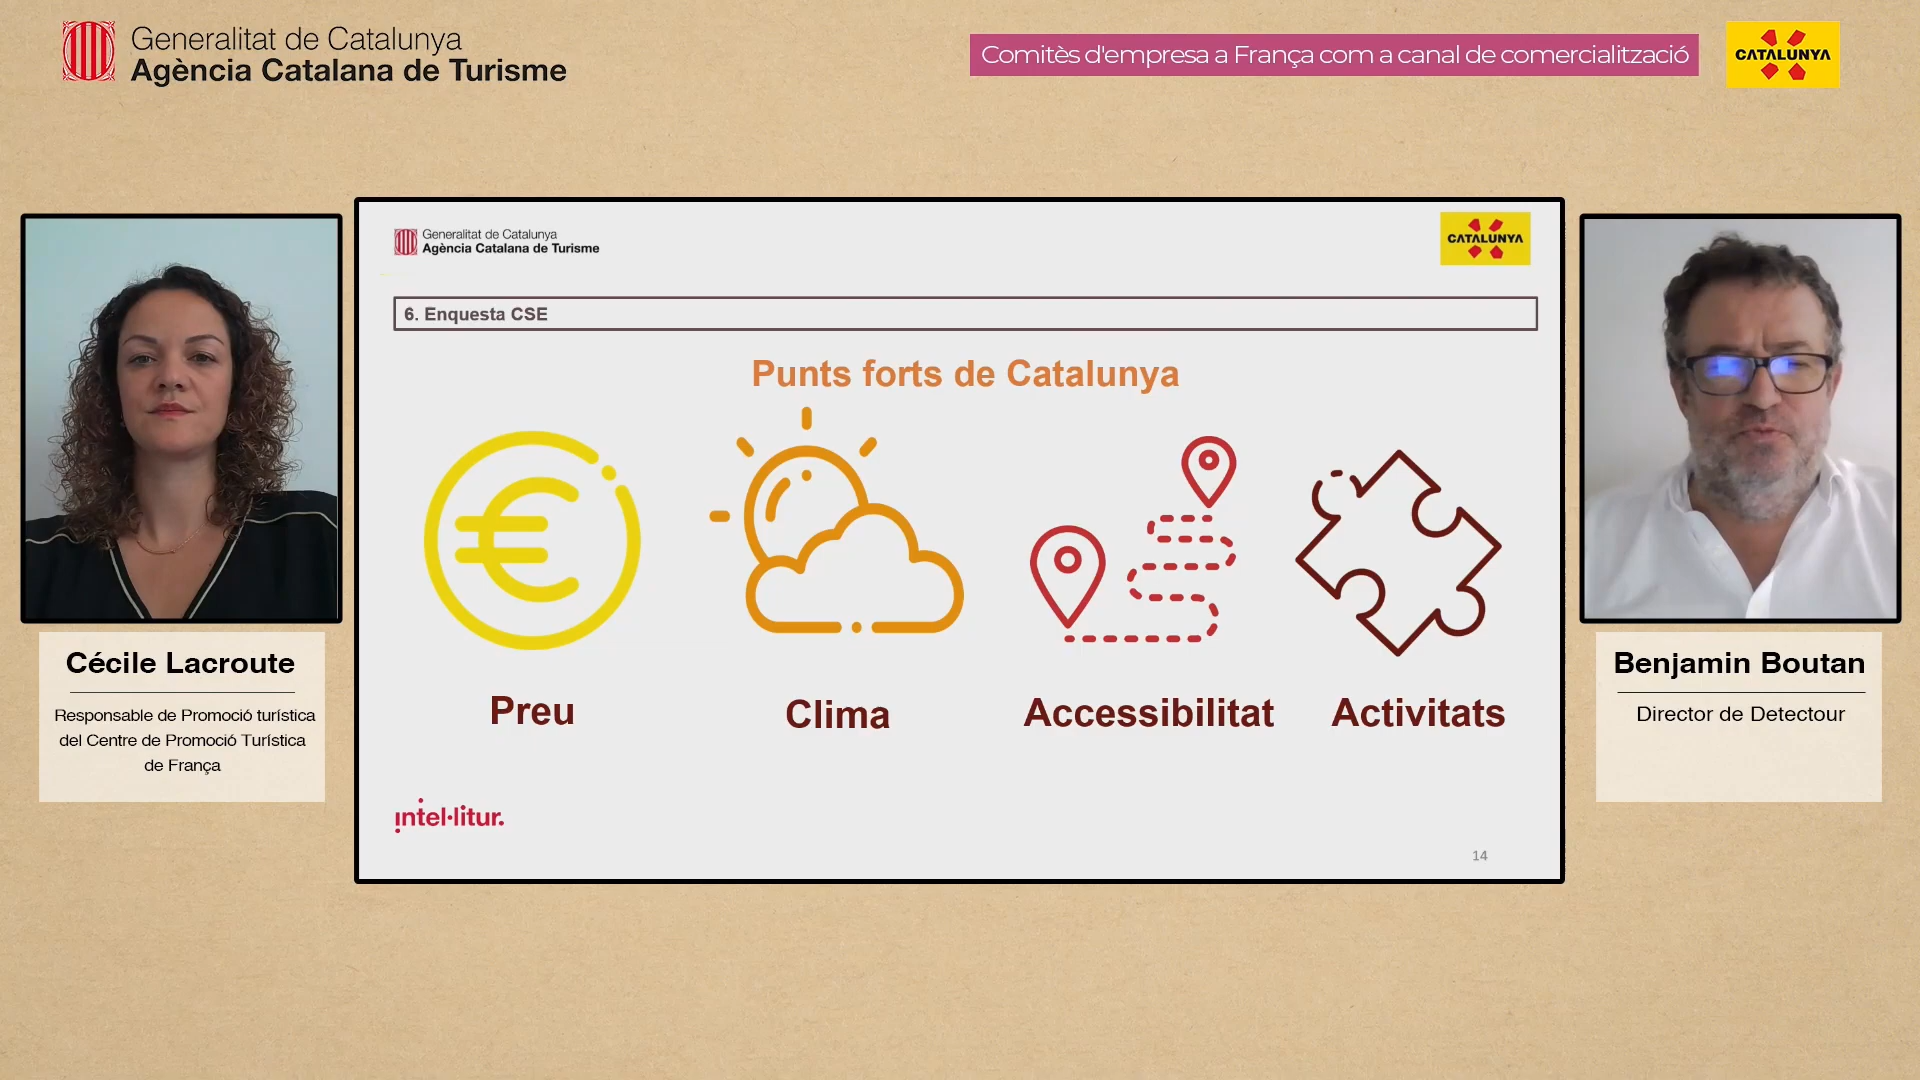 Generalitat de Catalunya
Agència Catalana de Turisme
Comitès d'empresa a França com a canal de comercialització
CATALUNYA
Generalitat de Catalunya
Agència Catalana de Turisme
CATALUNYA
6. Enquesta CSE
Punts forts de Catalunya
Preu
Clima
Accessibilitat
Activitats
intel·litur.
14
Cécile Lacroute
Responsable de Promoció turística
del Centre de Promoció Turística
de França
Benjamin Boutan
Director de Detectour